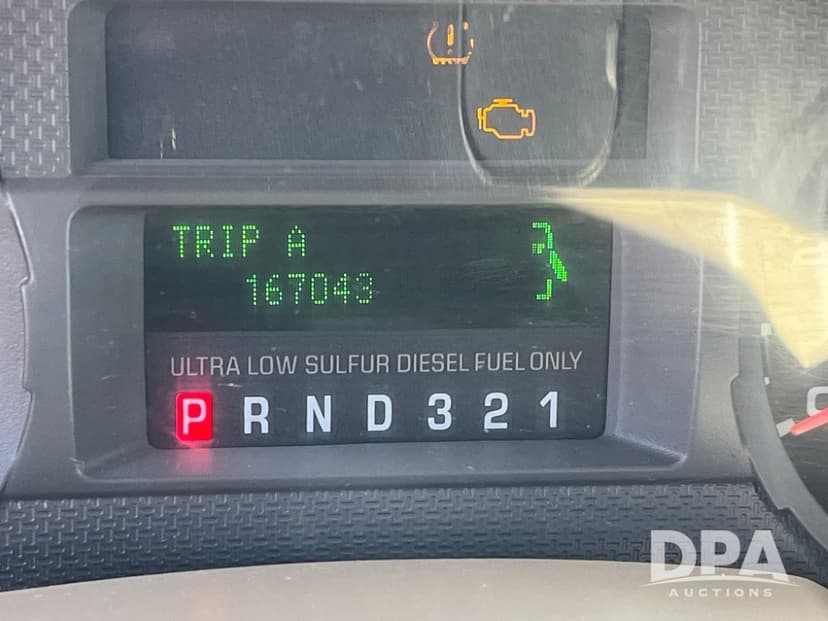 TRIP A
167043
ULTRA LOW SULFUR DIESEL FUEL ONLY
P R N D 3 2 1
DPA
AUCTIONS